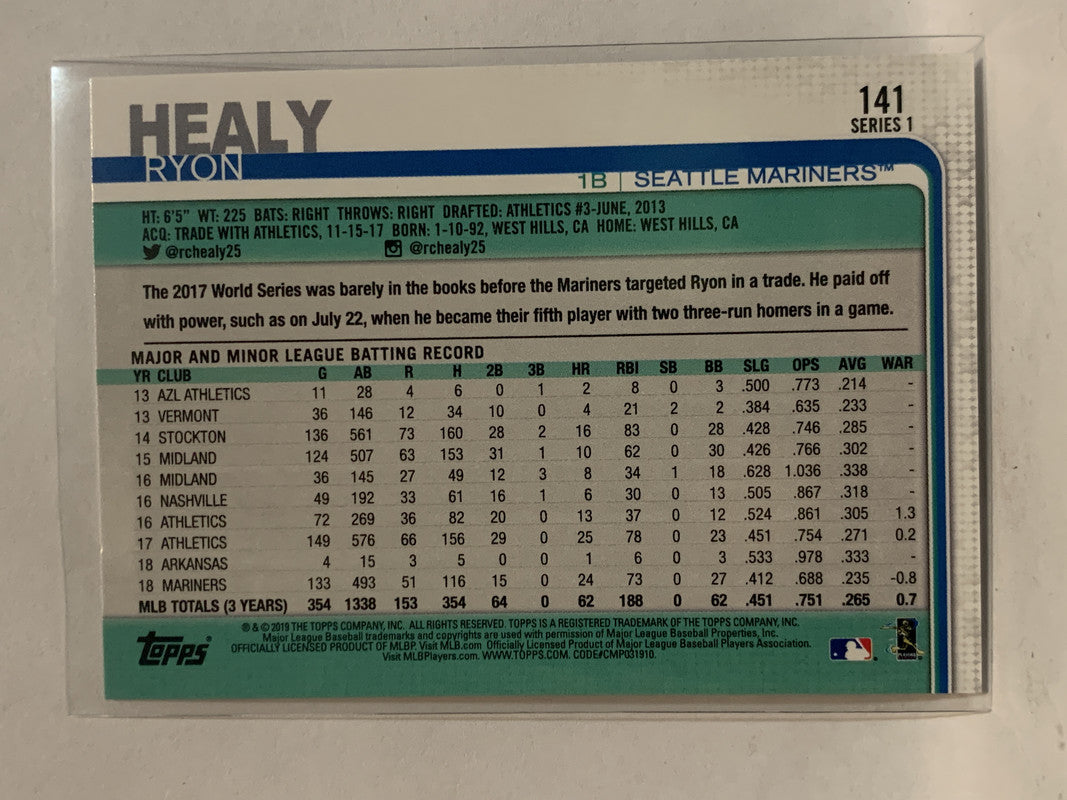 HEALY
RYON
141
SERIES 1
1B | SEATTLE MARINERS™
HT: 6'5" WT: 225 BATS: RIGHT THROWS: RIGHT DRAFTED: ATHLETICS #3-JUNE, 2013
ACQ: TRADE WITH ATHLETICS, 11-15-17 BORN: 1-10-92, WEST HILLS, CA HOME: WEST HILLS, CA
@rchealy25 @rchealy25
The 2017 World Series was barely in the books before the Mariners targeted Ryon in a trade. He paid off
with power, such as on July 22, when he became their fifth player with two three-run homers in a game.
MAJOR AND MINOR LEAGUE BATTING RECORD
YR CLUB G AB R H 2B 3B HR RBI SB BB SLG OPS AVG WAR
13 AZL ATHLETICS 11 28 4 6 0 1 2 8 0 3 .500 .773 .214 -
13 VERMONT 36 146 12 34 10 0 4 21 2 2 .384 .635 .233 -
14 STOCKTON 136 561 73 160 28 2 16 83 0 28 .428 .746 .285 -
15 MIDLAND 124 507 63 153 31 1 10 62 0 30 .426 .766 .302 -
16 MIDLAND 36 145 27 49 12 3 8 34 1 18 .628 1.036 .338 -
16 NASHVILLE 49 192 33 61 16 1 6 30 0 13 .505 .867 .318 -
16 ATHLETICS 72 269 36 82 20 0 13 37 0 12 .524 .861 .305 1.3
17 ATHLETICS 149 576 66 156 29 0 25 78 0 23 .451 .754 .271 0.2
18 ARKANSAS 4 15 3 5 0 0 1 6 0 3 .533 .978 .333 -
18 MARINERS 133 493 51 116 15 0 24 73 0 27 .412 .688 .235 -0.8
MLB TOTALS (3 YEARS) 354 1338 153 354 64 0 62 188 0 62 .451 .751 .265 0.7
® & © 2019 THE TOPPS COMPANY, INC. ALL RIGHTS RESERVED. TOPPS IS A REGISTERED TRADEMARK OF THE TOPPS COMPANY, INC.
Major League Baseball trademarks and copyrights are used with permission of Major League Baseball Properties, Inc.
OFFICIALLY LICENSED PRODUCT OF MLBP. Visit MLB.com Officially Licensed Product of Major League Baseball Players Association.
Visit MLBPlayers.com. WWW.TOPPS.COM. CODE#CMP031910.
Topps